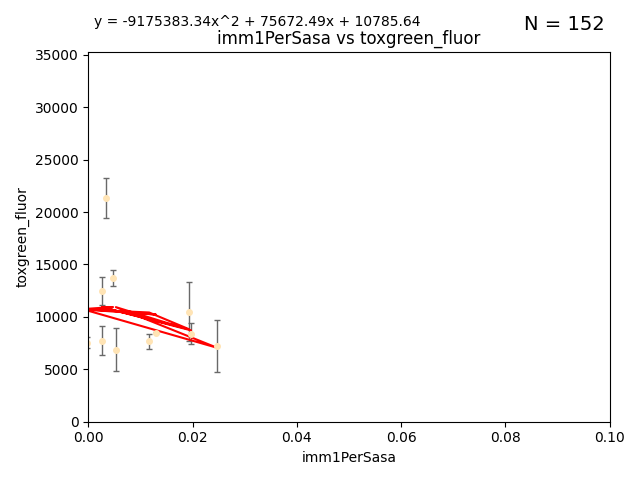 y = -9175383.34x^2 + 75672.49x + 10785.64
N = 152
imm1PerSasa vs toxgreen_fluor
35000
30000
25000
20000
15000
10000
5000
0
toxgreen_fluor
0.00
0.02
0.04
0.06
0.08
0.10
imm1PerSasa